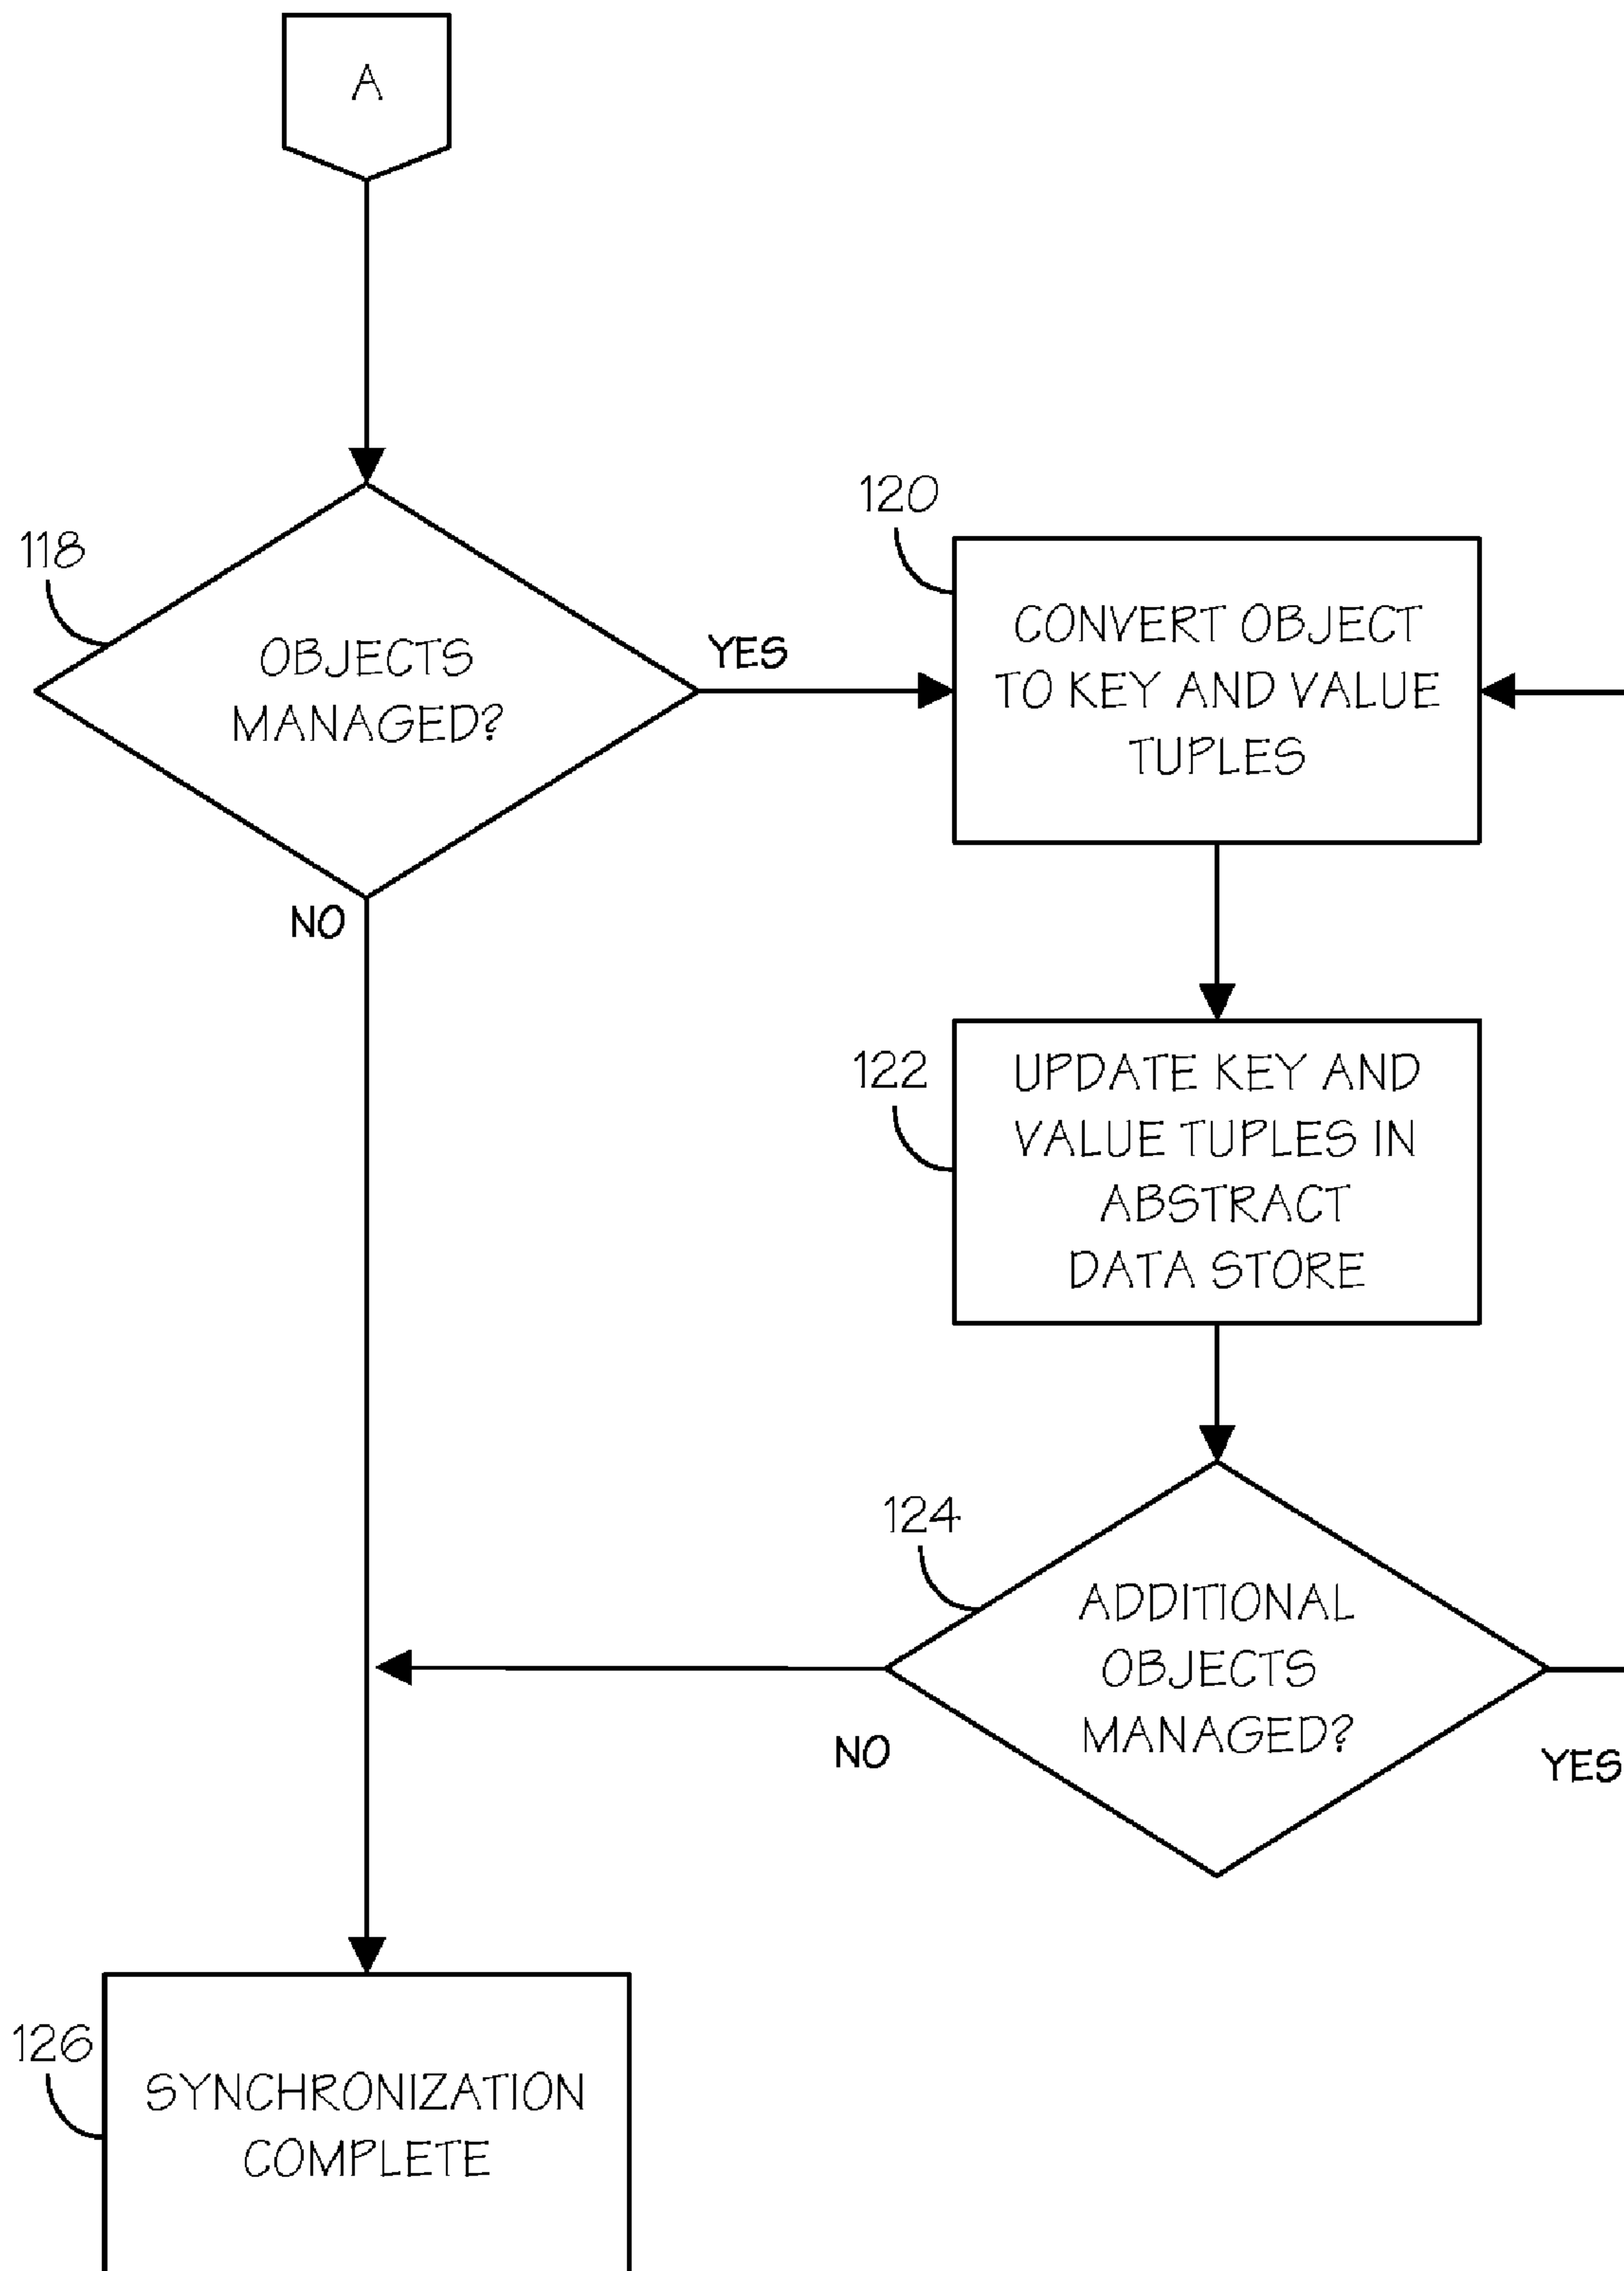 A
118
OBJECTS
MANAGED?
YES
NO
120
CONVERT OBJECT
TO KEY AND VALUE
TUPLES
122
UPDATE KEY AND
VALUE TUPLES IN
ABSTRACT
DATA STORE
124
ADDITIONAL
OBJECTS
MANAGED?
NO
YES
126
SYNCHRONIZATION
COMPLETE